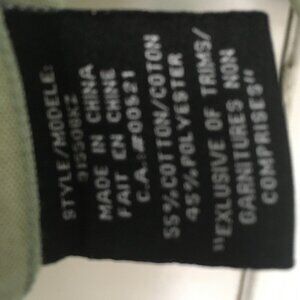 STYLE/MODELE:
MADE IN CHINA
FAIT EN CHINE
C.A.:#00521
55%COTTON/COTON
45%POLYESTER
"EXLUSIVE OF TRIMS/
GARNITURES NON
COMPRISES"